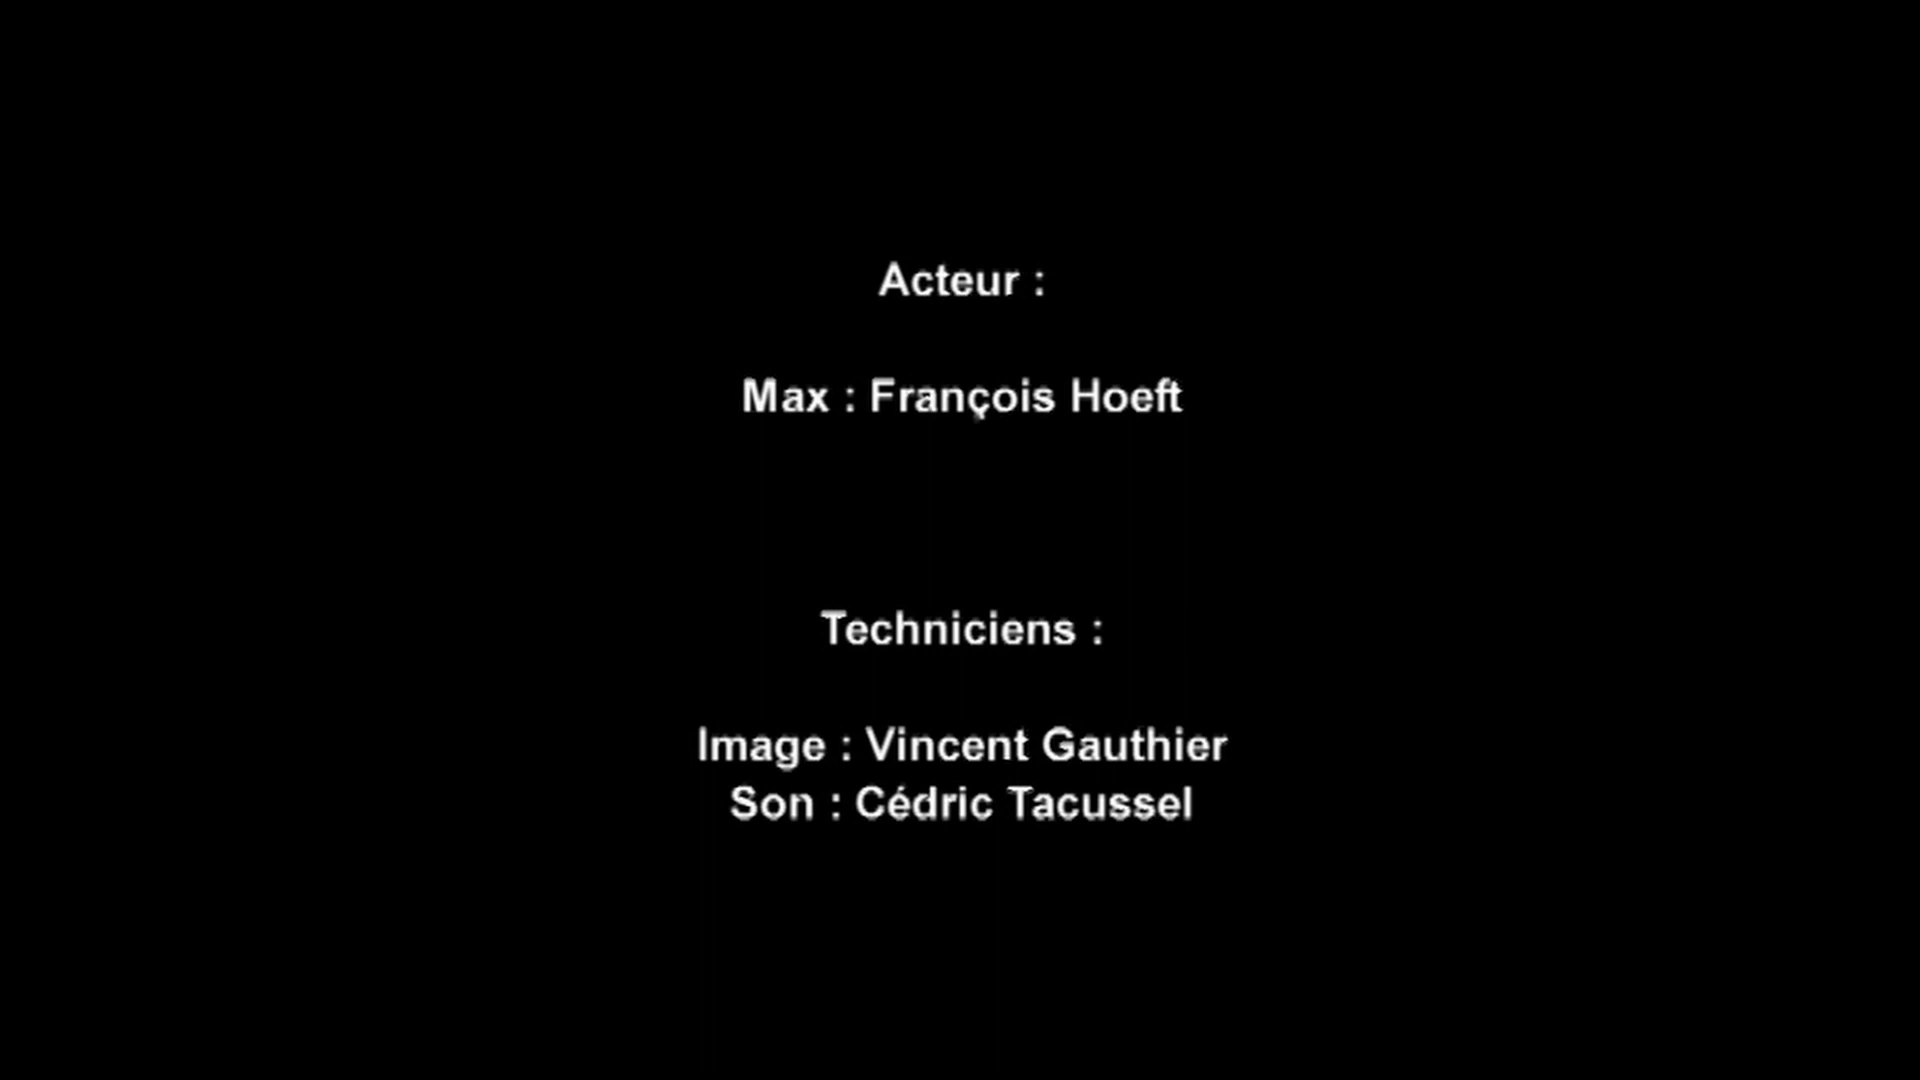 Acteur :
Max : François Hoeft
Techniciens :
Image : Vincent Gauthier
Son : Cédric Tacussel